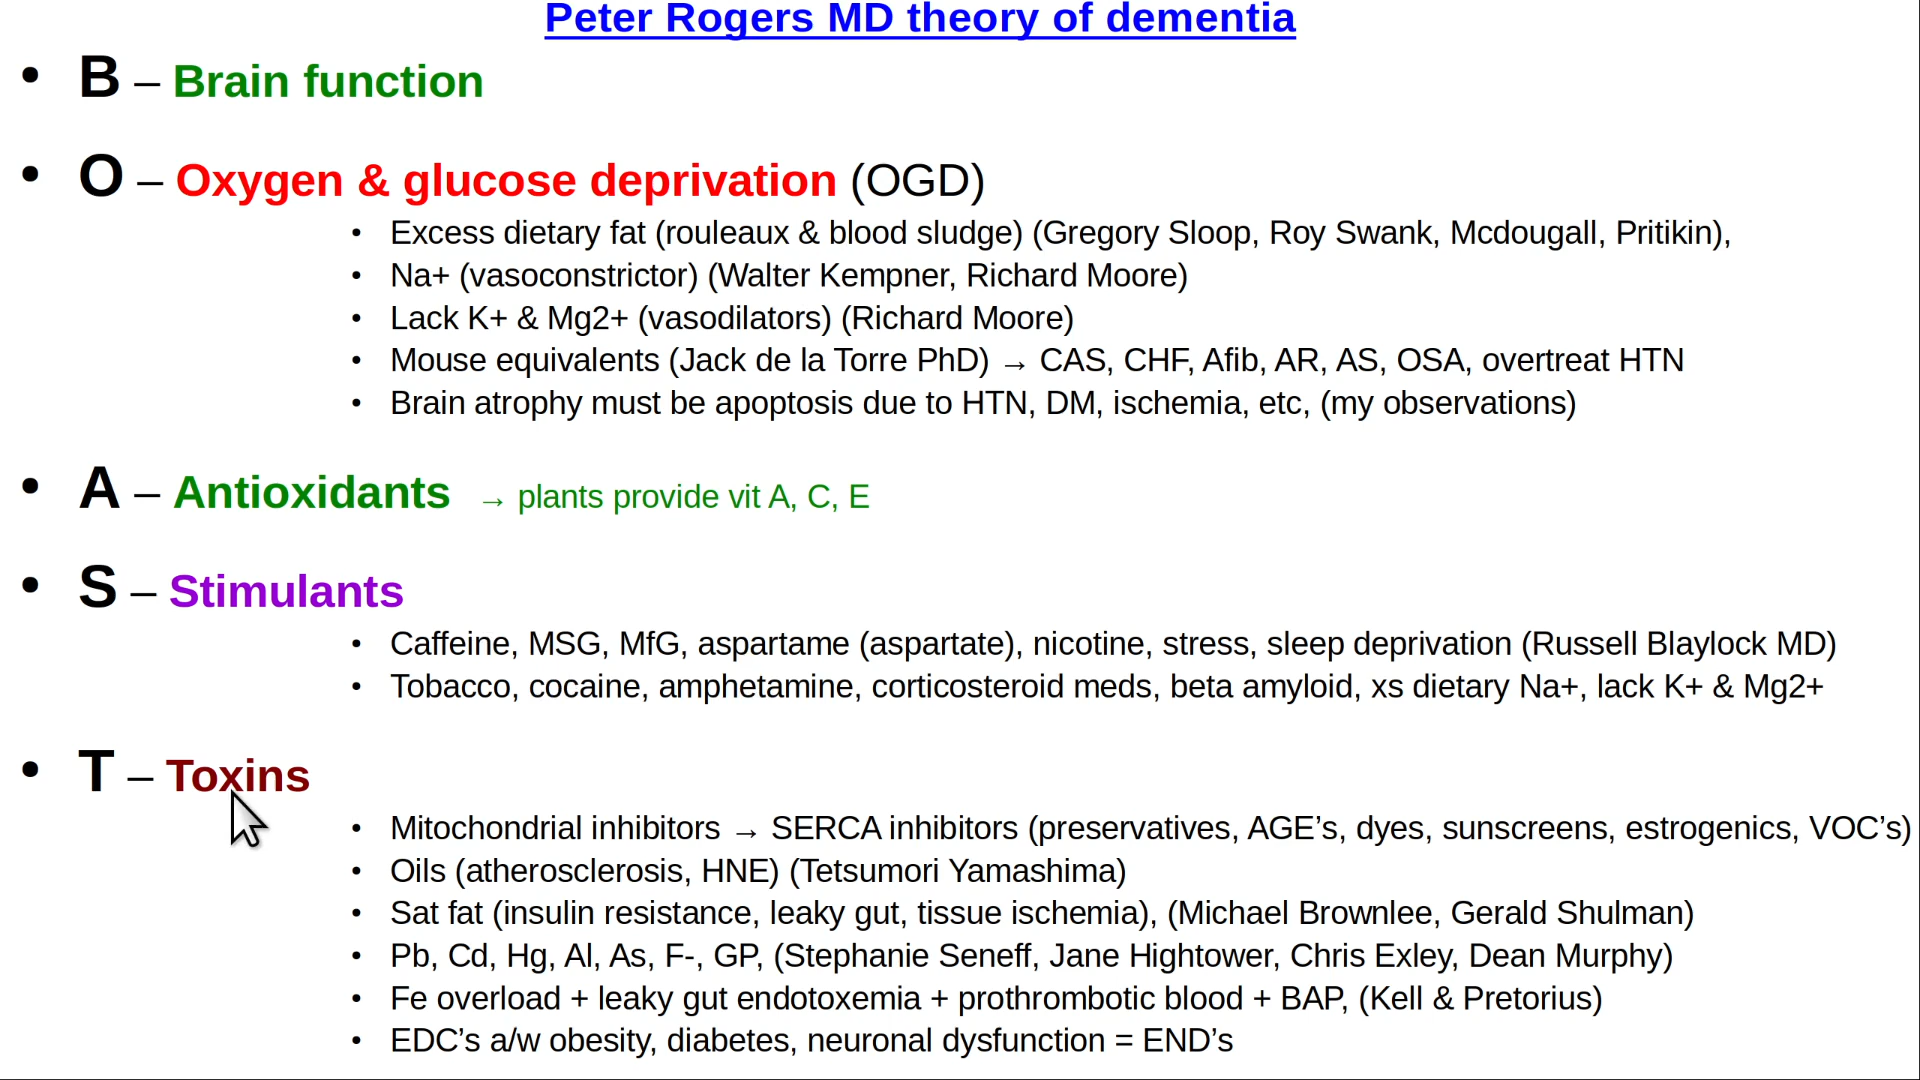 Peter Rogers MD theory of dementia
• B – Brain function
• O – Oxygen & glucose deprivation (OGD)
• Excess dietary fat (rouleaux & blood sludge) (Gregory Sloop, Roy Swank, Mcdougall, Pritikin),
• Na+ (vasoconstrictor) (Walter Kempner, Richard Moore)
• Lack K+ & Mg2+ (vasodilators) (Richard Moore)
• Mouse equivalents (Jack de la Torre PhD) → CAS, CHF, Afib, AR, AS, OSA, overtreat HTN
• Brain atrophy must be apoptosis due to HTN, DM, ischemia, etc, (my observations)
• A – Antioxidants → plants provide vit A, C, E
• S – Stimulants
• Caffeine, MSG, MfG, aspartame (aspartate), nicotine, stress, sleep deprivation (Russell Blaylock MD)
• Tobacco, cocaine, amphetamine, corticosteroid meds, beta amyloid, xs dietary Na+, lack K+ & Mg2+
• T – Toxins
• Mitochondrial inhibitors → SERCA inhibitors (preservatives, AGE’s, dyes, sunscreens, estrogenics, VOC’s)
• Oils (atherosclerosis, HNE) (Tetsumori Yamashima)
• Sat fat (insulin resistance, leaky gut, tissue ischemia), (Michael Brownlee, Gerald Shulman)
• Pb, Cd, Hg, Al, As, F-, GP, (Stephanie Seneff, Jane Hightower, Chris Exley, Dean Murphy)
• Fe overload + leaky gut endotoxemia + prothrombotic blood + BAP, (Kell & Pretorius)
• EDC’s a/w obesity, diabetes, neuronal dysfunction = END’s